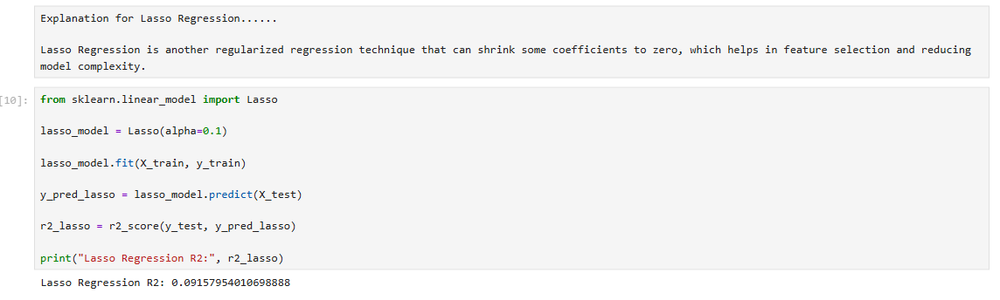 Explanation for Lasso Regression......
Lasso Regression is another regularized regression technique that can shrink some coefficients to zero, which helps in feature selection and reducing
model complexity.
[10]:
from sklearn.linear_model import Lasso
lasso_model = Lasso(alpha=0.1)
lasso_model.fit(X_train, y_train)
y_pred_lasso = lasso_model.predict(X_test)
r2_lasso = r2_score(y_test, y_pred_lasso)
print("Lasso Regression R2:", r2_lasso)
Lasso Regression R2: 0.09157954010698888